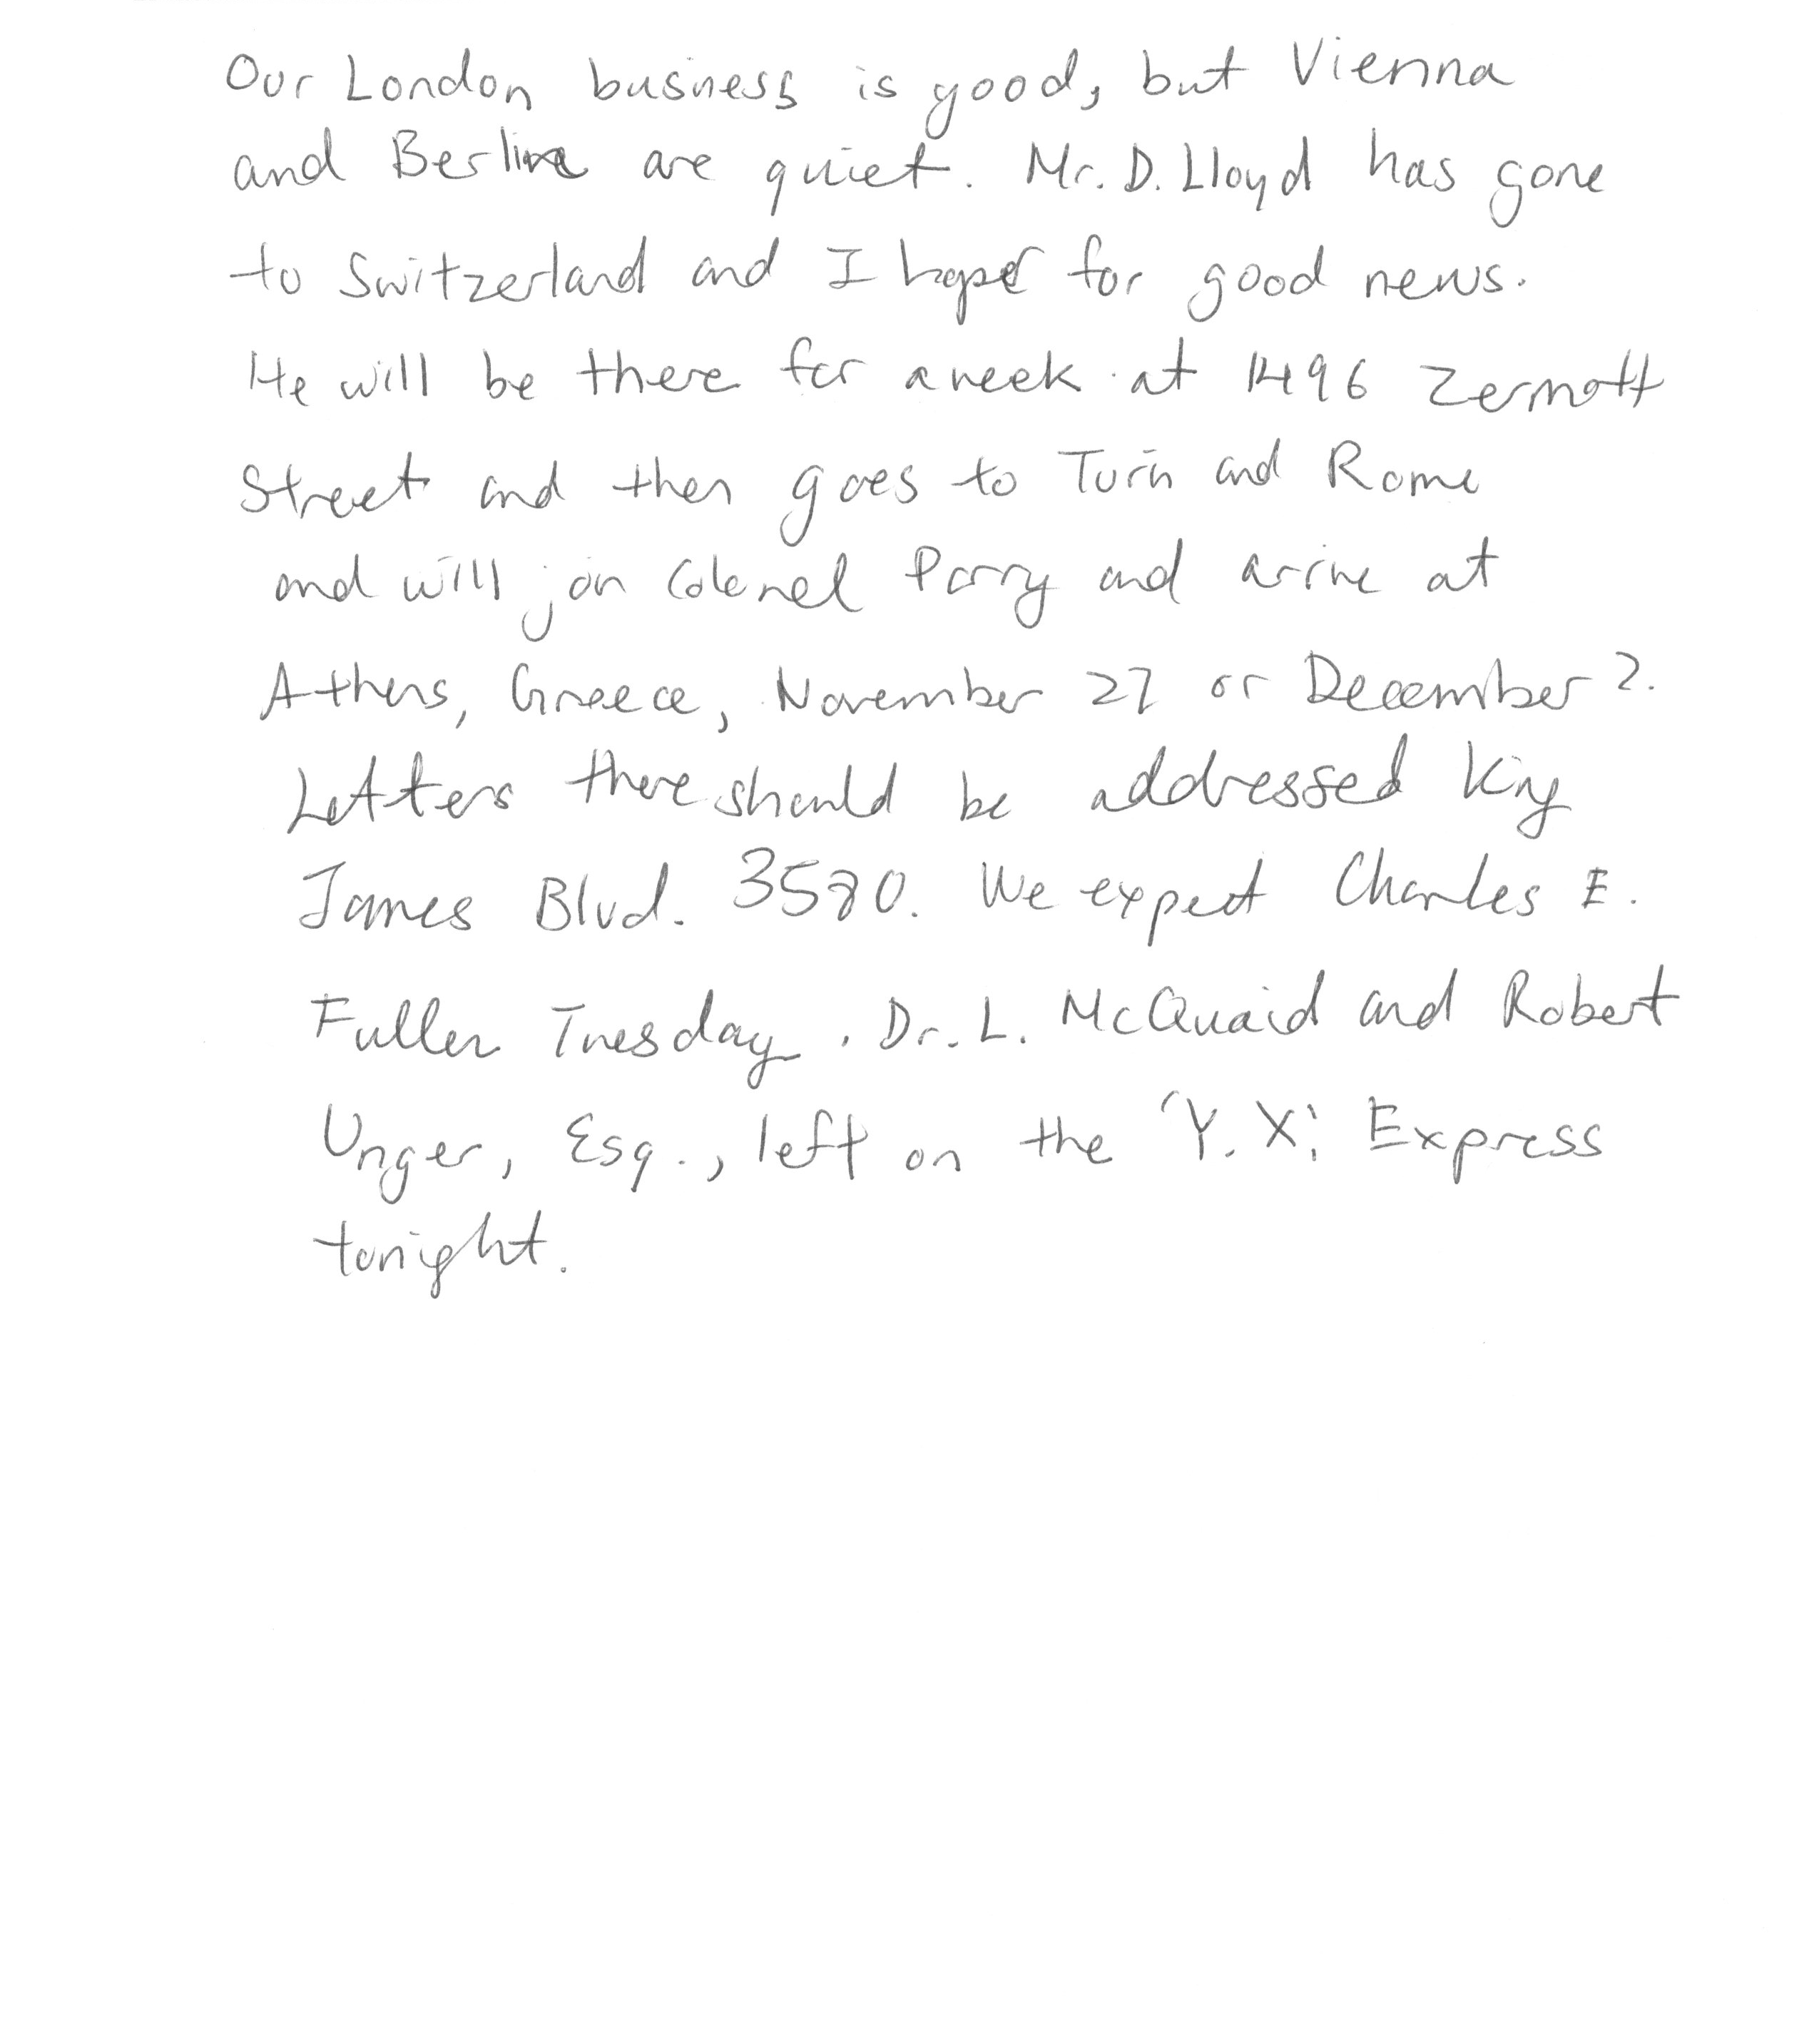 Our London business is good, but Vienna
and Berlin are quiet. Mr. D. Lloyd has gone
to Switzerland and I hope for good news.
He will be there for a week at 1496 Zermott
Street and then goes to Turin and Rome
and will join Colonel Parry and arrive at
Athens, Greece, November 27 or December 2.
Letters there should be addressed King
James Blvd. 3580. We expect Charles E.
Fuller Tuesday. Dr. L. McQuaid and Robert
Unger, Esq., left on the 'Y. X.' Express
tonight.